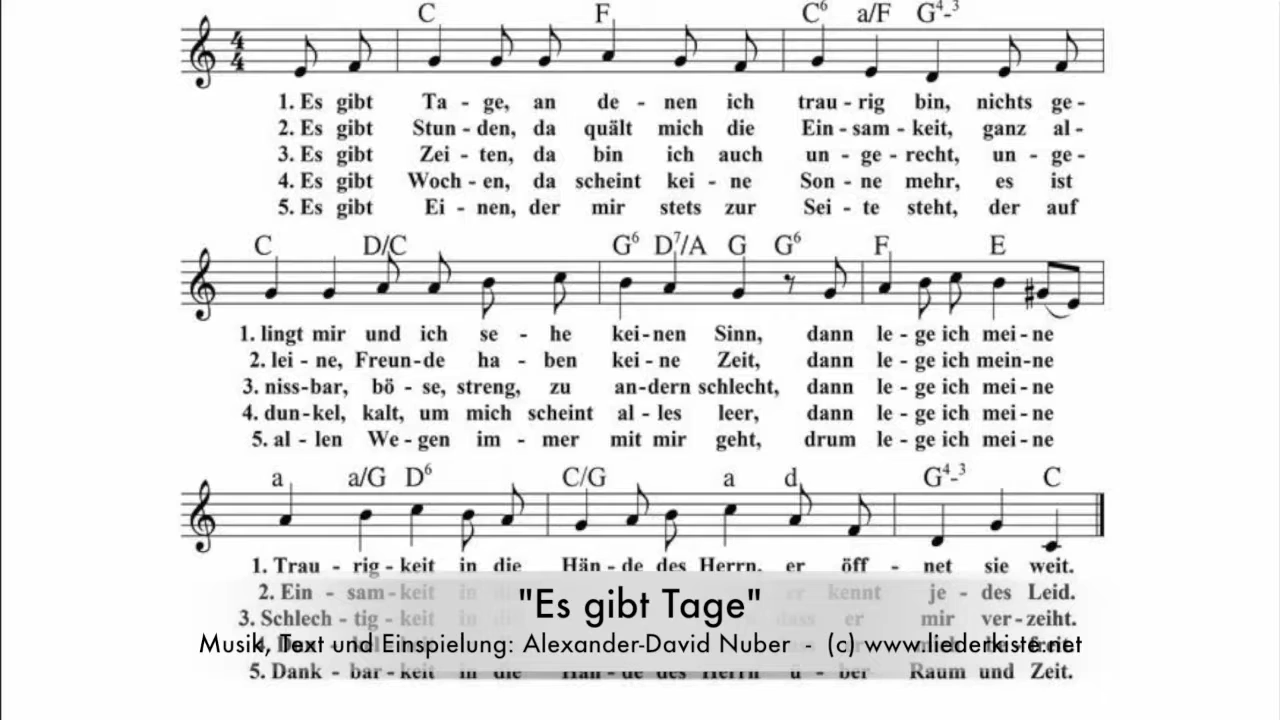 C F C6 a/F G4-3
1. Es gibt Ta - ge, an de - nen ich trau - rig bin, nichts ge -
2. Es gibt Stun - den, da quält mich die Ein - sam - keit, ganz al -
3. Es gibt Zei - ten, da bin ich auch un - ge - recht, un - ge -
4. Es gibt Woch - en, da scheint kei - ne Son - ne mehr, es ist
5. Es gibt Ei - nen, der mir stets zur Sei - te steht, der auf
C D/C G6 D7/A G G6 F E
1. lingt mir und ich se - he kei - nen Sinn, dann le - ge ich mei - ne
2. lei - ne, Freun - de ha - ben kei - ne Zeit, dann le - ge ich mein - ne
3. niss - bar, bö - se, streng, zu an - dern schlecht, dann le - ge ich mei - ne
4. dun - kel, kalt, um mich scheint al - les leer, dann le - ge ich mei - ne
5. al - len We - gen im - mer mit mir geht, drum le - ge ich mei - ne
a a/G D6 C/G a d G4-3 C
1. Trau - rig - keit in die Hän - de des Herrn, er öff - net sie weit.
2. Ein - sam - keit in die er kennt je - des Leid.
3. Schlech - tig - keit in die dass er mir ver - zeiht.
"Es gibt Tage"
Musik, Text und Einspielung: Alexander-David Nuber - (c) www.liederkiste.net
5. Dank - bar - keit in die Hän - de des Herrn ü - ber Raum und Zeit.